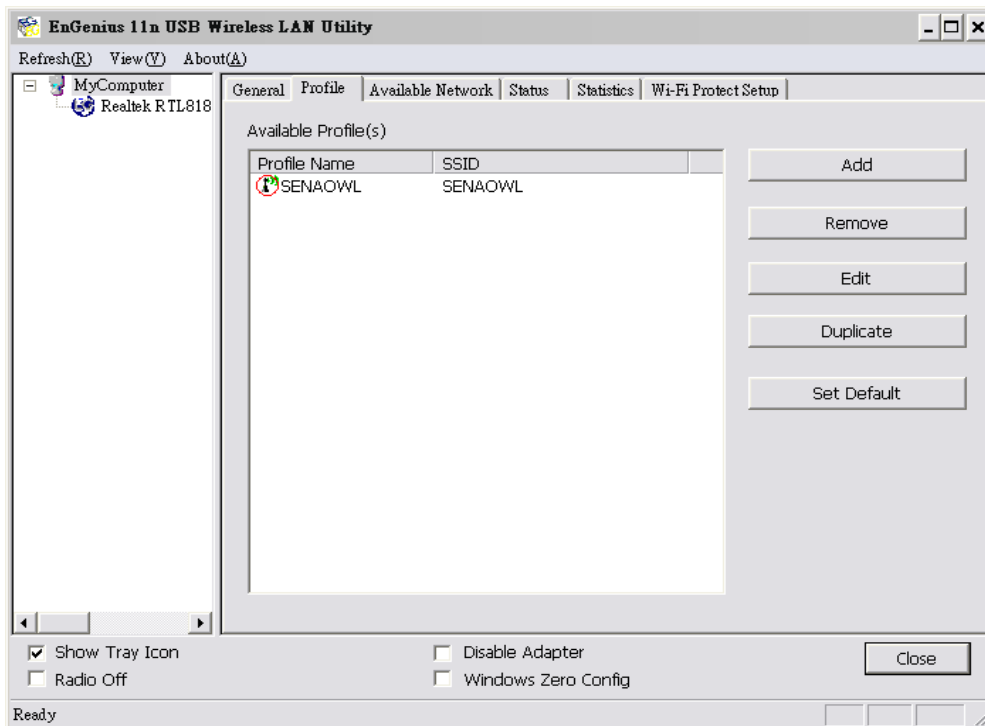 EnGenius 11n USB Wireless LAN Utility
Refresh(R) View(V) About(A)
MyComputer
Realtek RTL818
General Profile Available Network Status Statistics Wi-Fi Protect Setup
Available Profile(s)
Profile Name SSID
SENAOWL SENAOWL
Add
Remove
Edit
Duplicate
Set Default
Show Tray Icon
Disable Adapter
Radio Off
Windows Zero Config
Close
Ready